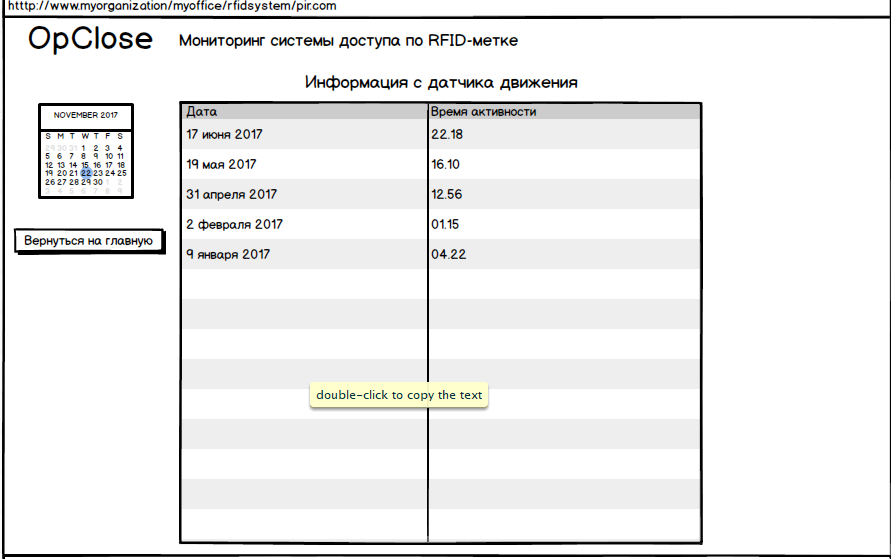 http://www.myorganization/myoffice/rfidsystem/pir.com
OpClose
Мониторинг системы доступа по RFID-метке
Информация с датчика движения
NOVEMBER 2017
S M T W T F S
29 30 31 1 2 3 4
5 6 7 8 9 10 11
12 13 14 15 16 17 18
19 20 21 22 23 24 25
26 27 28 29 30 1 2
3 4 5 6 7 8 9
Вернуться на главную
Дата Время активности
17 июня 2017 22.18
19 мая 2017 16.10
31 апреля 2017 12.56
2 февраля 2017 01.15
9 января 2017 04.22
double-click to copy the text